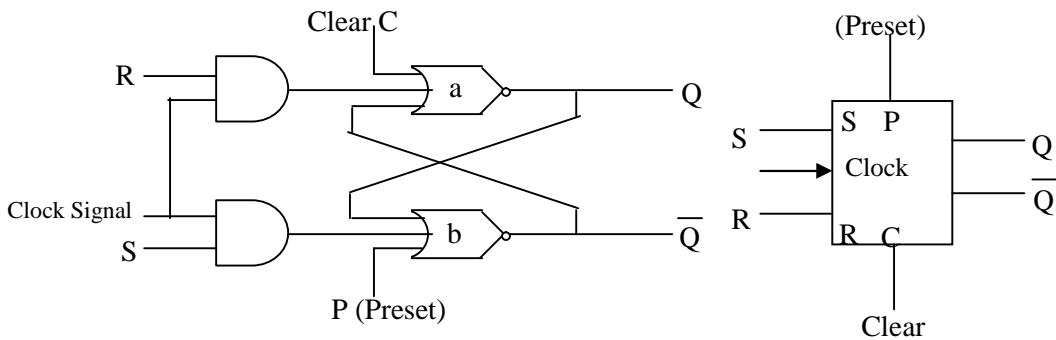 Clear C
R
a
Q
Clock Signal
S
b
Q̅
P (Preset)
(Preset)
S P
S
Clock
Q
Q̅
R
R C
Clear